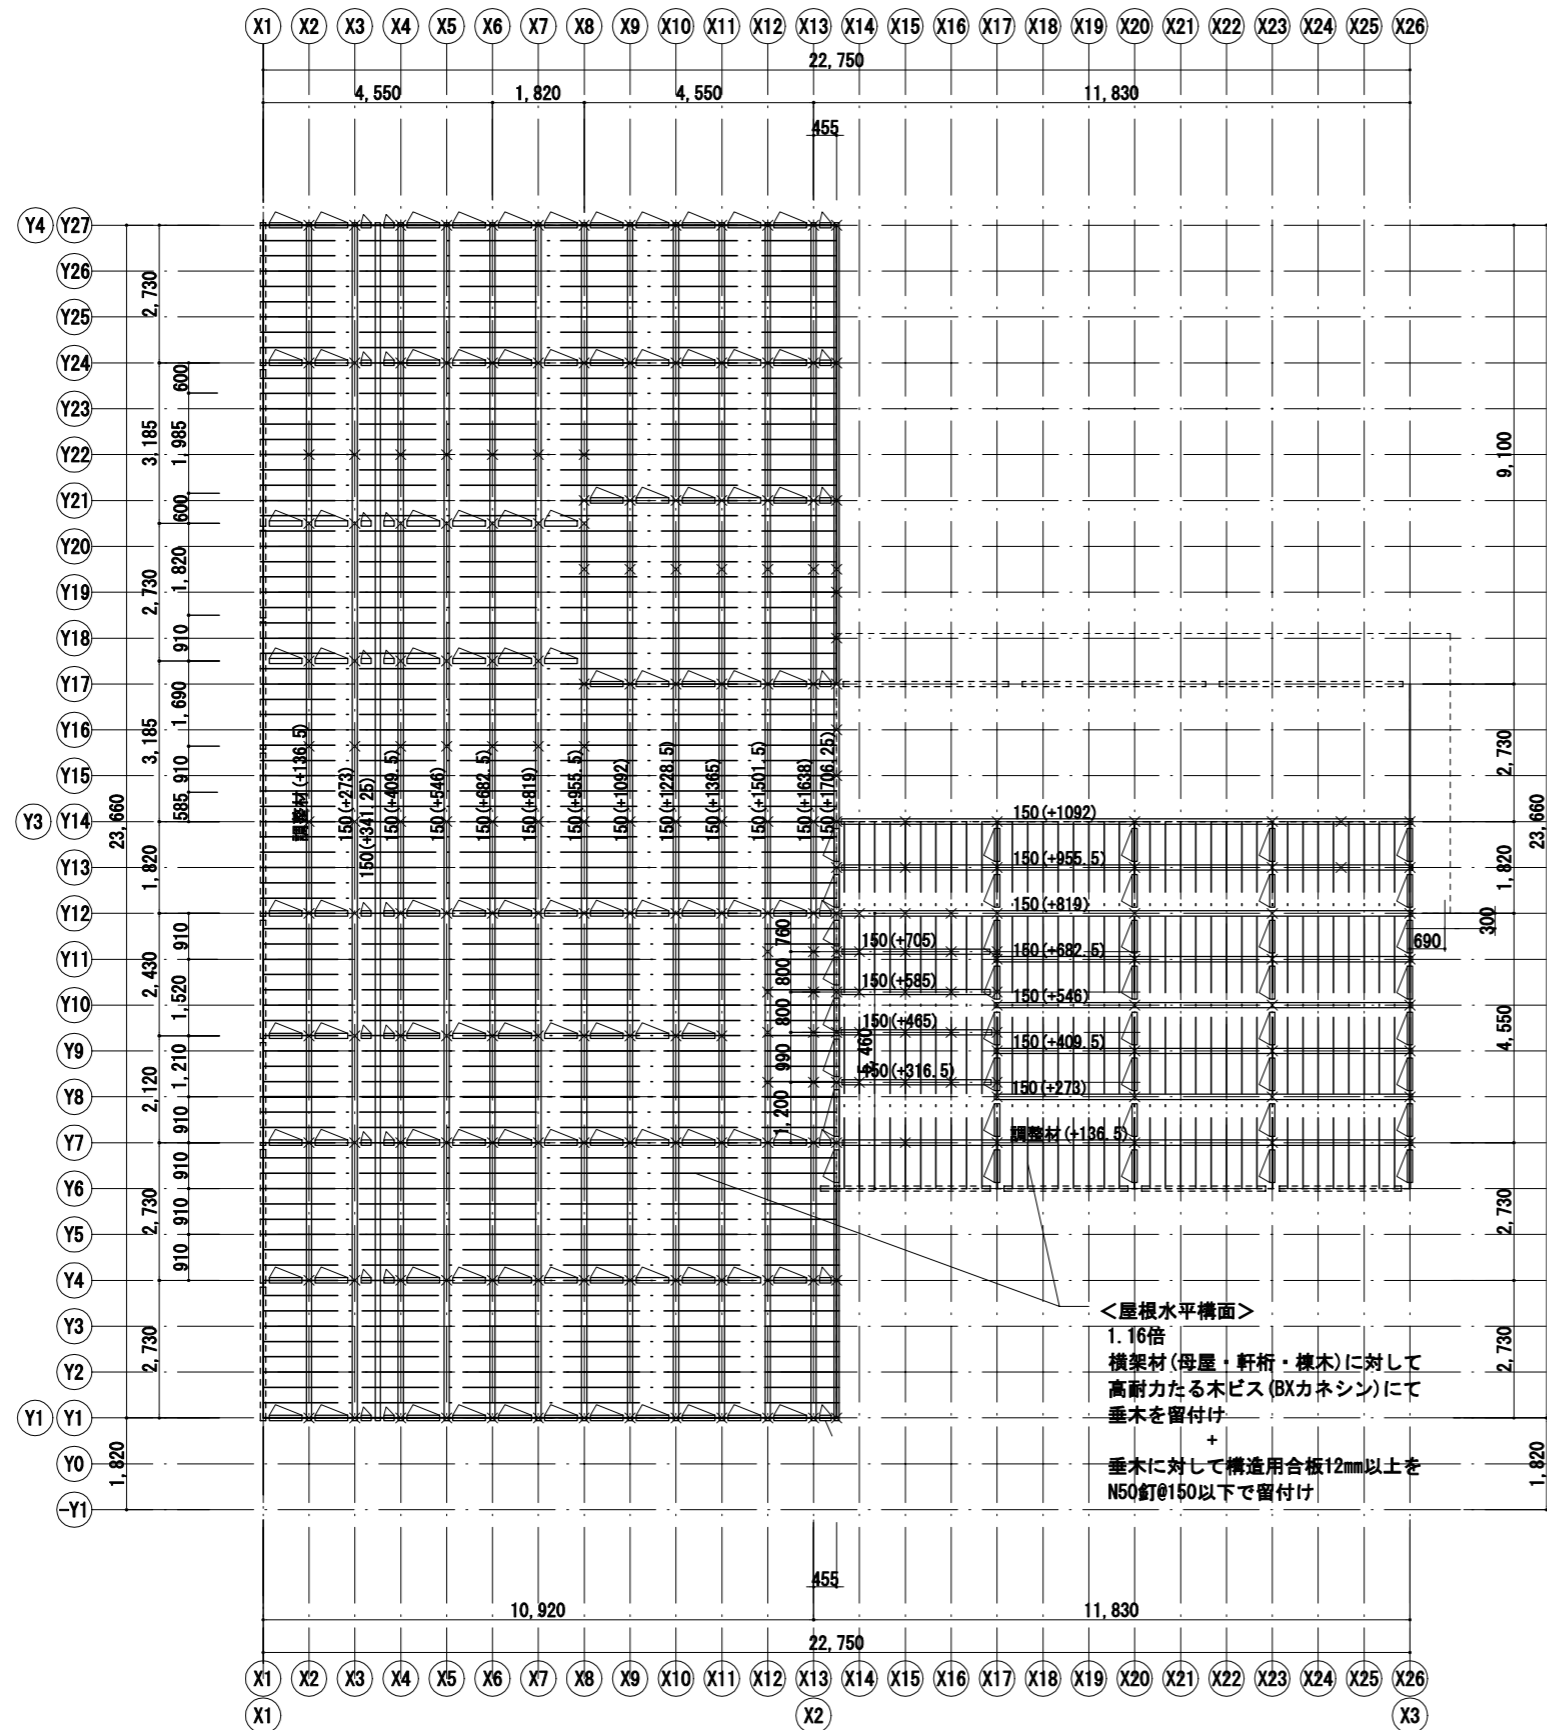 X1 X2 X3 X4 X5 X6 X7 X8 X9 X10 X11 X12 X13 X14 X15 X16 X17 X18 X19 X20 X21 X22 X23 X24 X25 X26
22,750
4,550 1,820 4,550 11,830
455
Y4 Y27
Y26
Y25
Y24
Y23
Y22
Y21
Y20
Y19
Y18
Y17
Y16
Y15
Y3 Y14
Y13
Y12
Y11
Y10
Y9
Y8
Y7
Y6
Y5
Y4
Y3
Y2
Y1 Y1
Y0
-Y1
23,660
1,820
2,730
3,185
2,730
3,185
1,820
2,430
2,120
2,730
2,730
600
1,985
600
1,820
910
1,690
910
585
910
1,520
1,210
910
910
910
910
調整材(+136.5)
150(+273)
150(+341.25)
150(+409.5)
150(+546)
150(+682.5)
150(+819)
150(+955.5)
150(+1092)
150(+1228.5)
150(+1365)
150(+1501.5)
150(+1638)
150(+1706.25)
760
800
800
990
1,200
150(+705)
150(+585)
150(+465)
150(+316.5)
150(+1092)
150(+955.5)
150(+819)
150(+682.5)
150(+546)
150(+409.5)
150(+273)
調整材(+136.5)
690
300
9,100
2,730
1,820
4,550
2,730
2,730
23,660
1,820
＜屋根水平構面＞
1.16倍
横架材(母屋・軒桁・棟木)に対して
高耐力たる木ビス(BXカネシン)にて
垂木を留付け
+
垂木に対して構造用合板12mm以上を
N50釘@150以下で留付け
455
10,920 11,830
22,750
X1 X2 X3 X4 X5 X6 X7 X8 X9 X10 X11 X12 X13 X14 X15 X16 X17 X18 X19 X20 X21 X22 X23 X24 X25 X26
X1 X2 X3